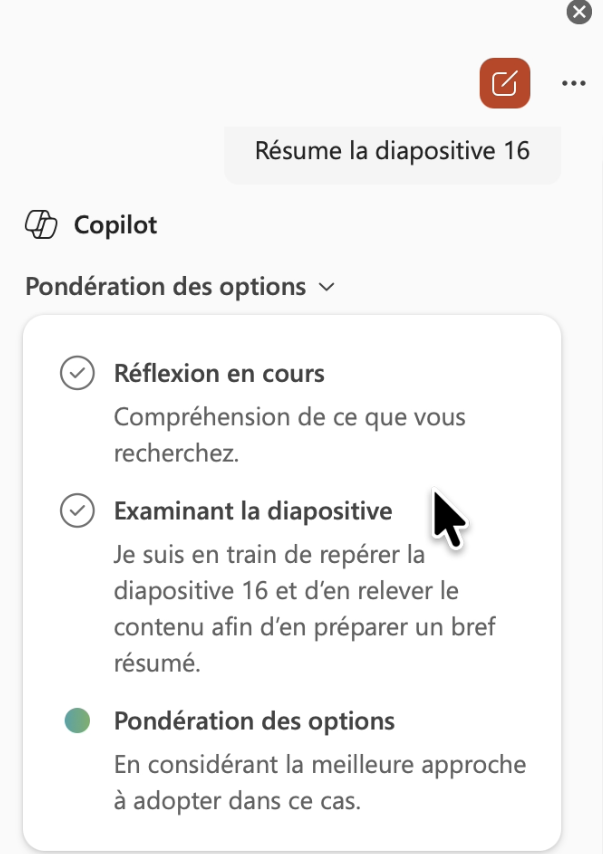 Résume la diapositive 16
Copilot
Pondération des options
Réflexion en cours
Compréhension de ce que vous
recherchez.
Examinant la diapositive
Je suis en train de repérer la
diapositive 16 et d’en relever le
contenu afin d’en préparer un bref
résumé.
Pondération des options
En considérant la meilleure approche
à adopter dans ce cas.